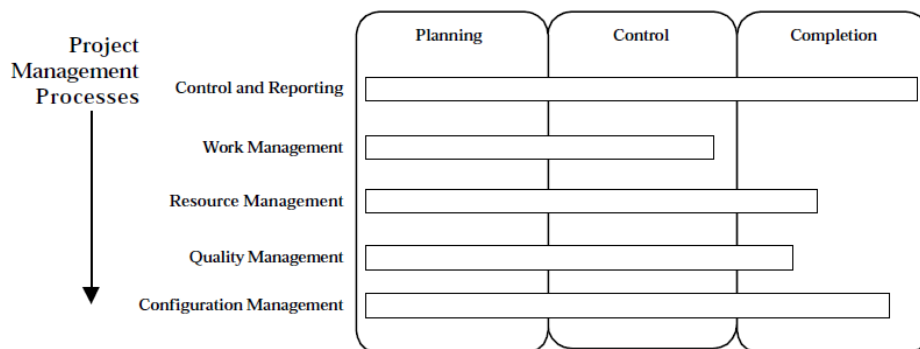 Project
Management
Processes
Planning
Control
Completion
Control and Reporting
Work Management
Resource Management
Quality Management
Configuration Management